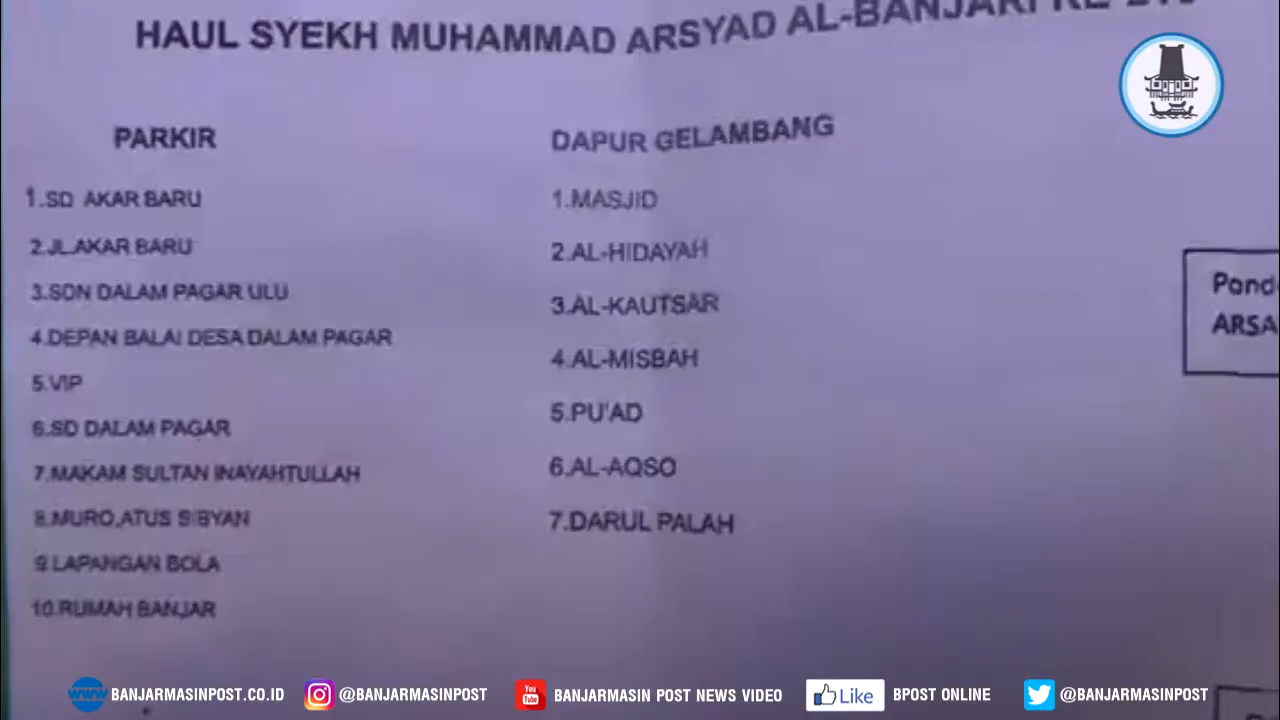 HAUL SYEKH MUHAMMAD ARSYAD AL-BANJARI KE
PARKIR
1.SD AKAR BARU
2.JL.AKAR BARU
3.SDN DALAM PAGAR ULU
4.DEPAN BALAI DESA DALAM PAGAR
5.VIP
6.SD DALAM PAGAR
7.MAKAM SULTAN INAYAHTULLAH
8.MURO,ATUS SIBYAN
9.LAPANGAN BOLA
10.RUMAH BANJAR
DAPUR GELAMBANG
1.MASJID
2.AL-HIDAYAH
3.AL-KAUTSAR
4.AL-MISBAH
5.PU'AD
6.AL-AQSO
7.DARUL PALAH
WWW BANJARMASINPOST.CO.ID
@BANJARMASINPOST
You Tube BANJARMASIN POST NEWS VIDEO
Like BPOST ONLINE
@BANJARMASINPOST